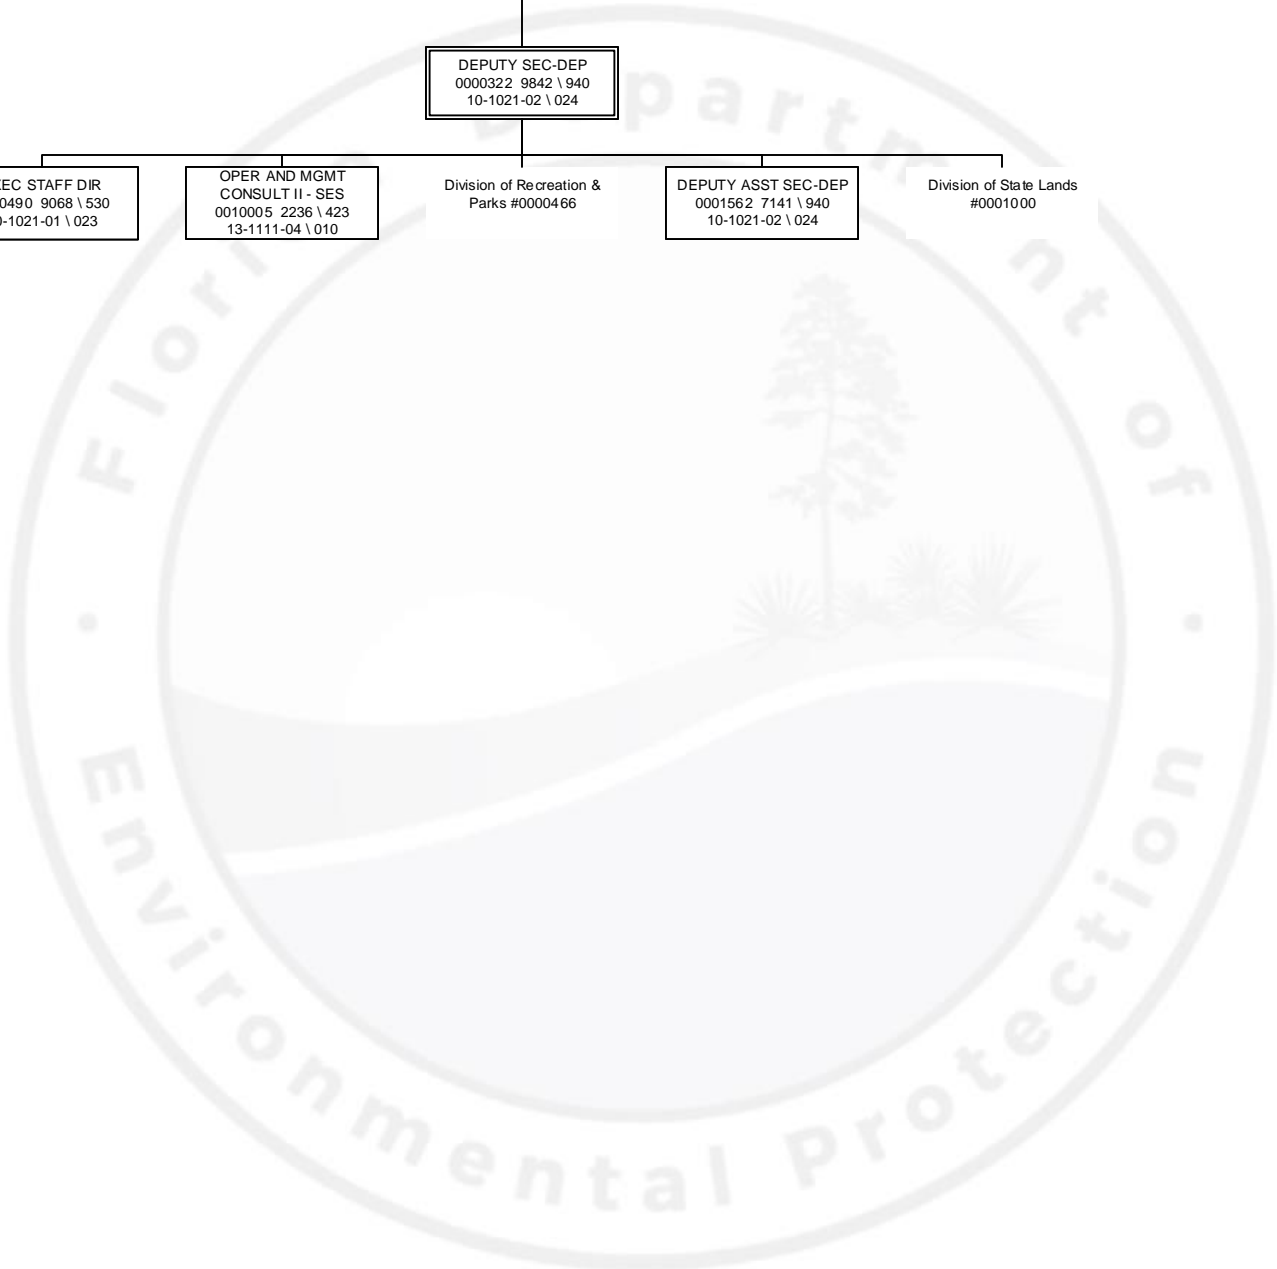 DEPUTY SEC-DEP
0000322 9842 \ 940
10-1021-02 \ 024
EC STAFF DIR
0490 9068 \ 530
-1021-01 \ 023
OPER AND MGMT
CONSULT II - SES
0010005 2236 \ 423
13-1111-04 \ 010
Division of Recreation &
Parks #0000466
DEPUTY ASST SEC-DEP
0001562 7141 \ 940
10-1021-02 \ 024
Division of State Lands
#0001000
Florida Department of
Environmental Protection